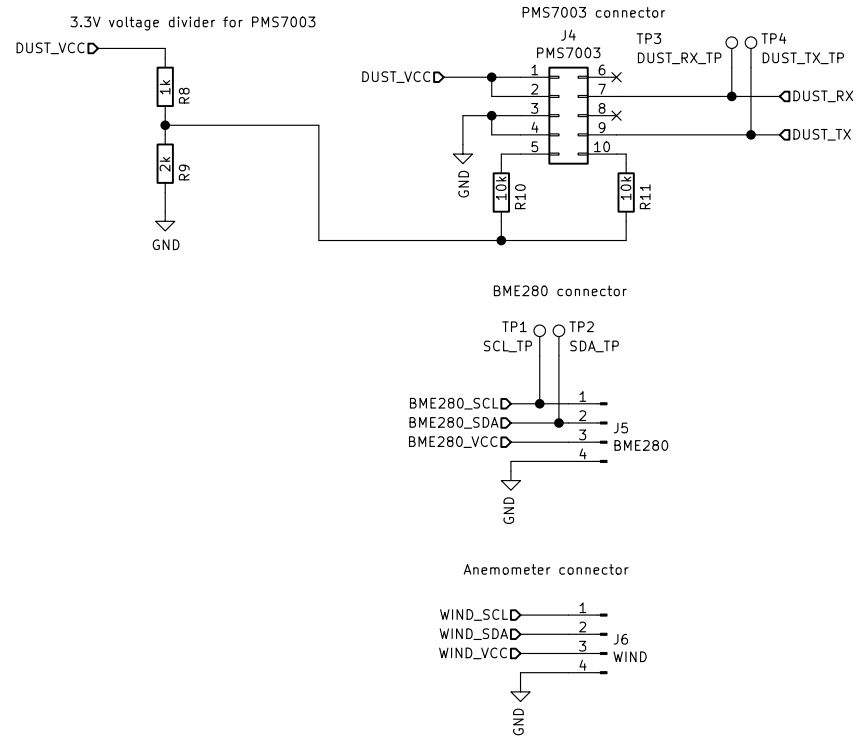 3.3V voltage divider for PMS7003
DUST_VCC
1k
R8
2k
R9
GND
PMS7003 connector
J4
PMS7003
TP3
DUST_RX_TP
TP4
DUST_TX_TP
DUST_VCC
1
2
3
4
5
6
7
8
9
10
DUST_RX
DUST_TX
GND
10k
R10
10k
R11
BME280 connector
TP1
SCL_TP
TP2
SDA_TP
BME280_SCL
BME280_SDA
BME280_VCC
1
2
3
4
J5
BME280
GND
Anemometer connector
WIND_SCL
WIND_SDA
WIND_VCC
1
2
3
4
J6
WIND
GND